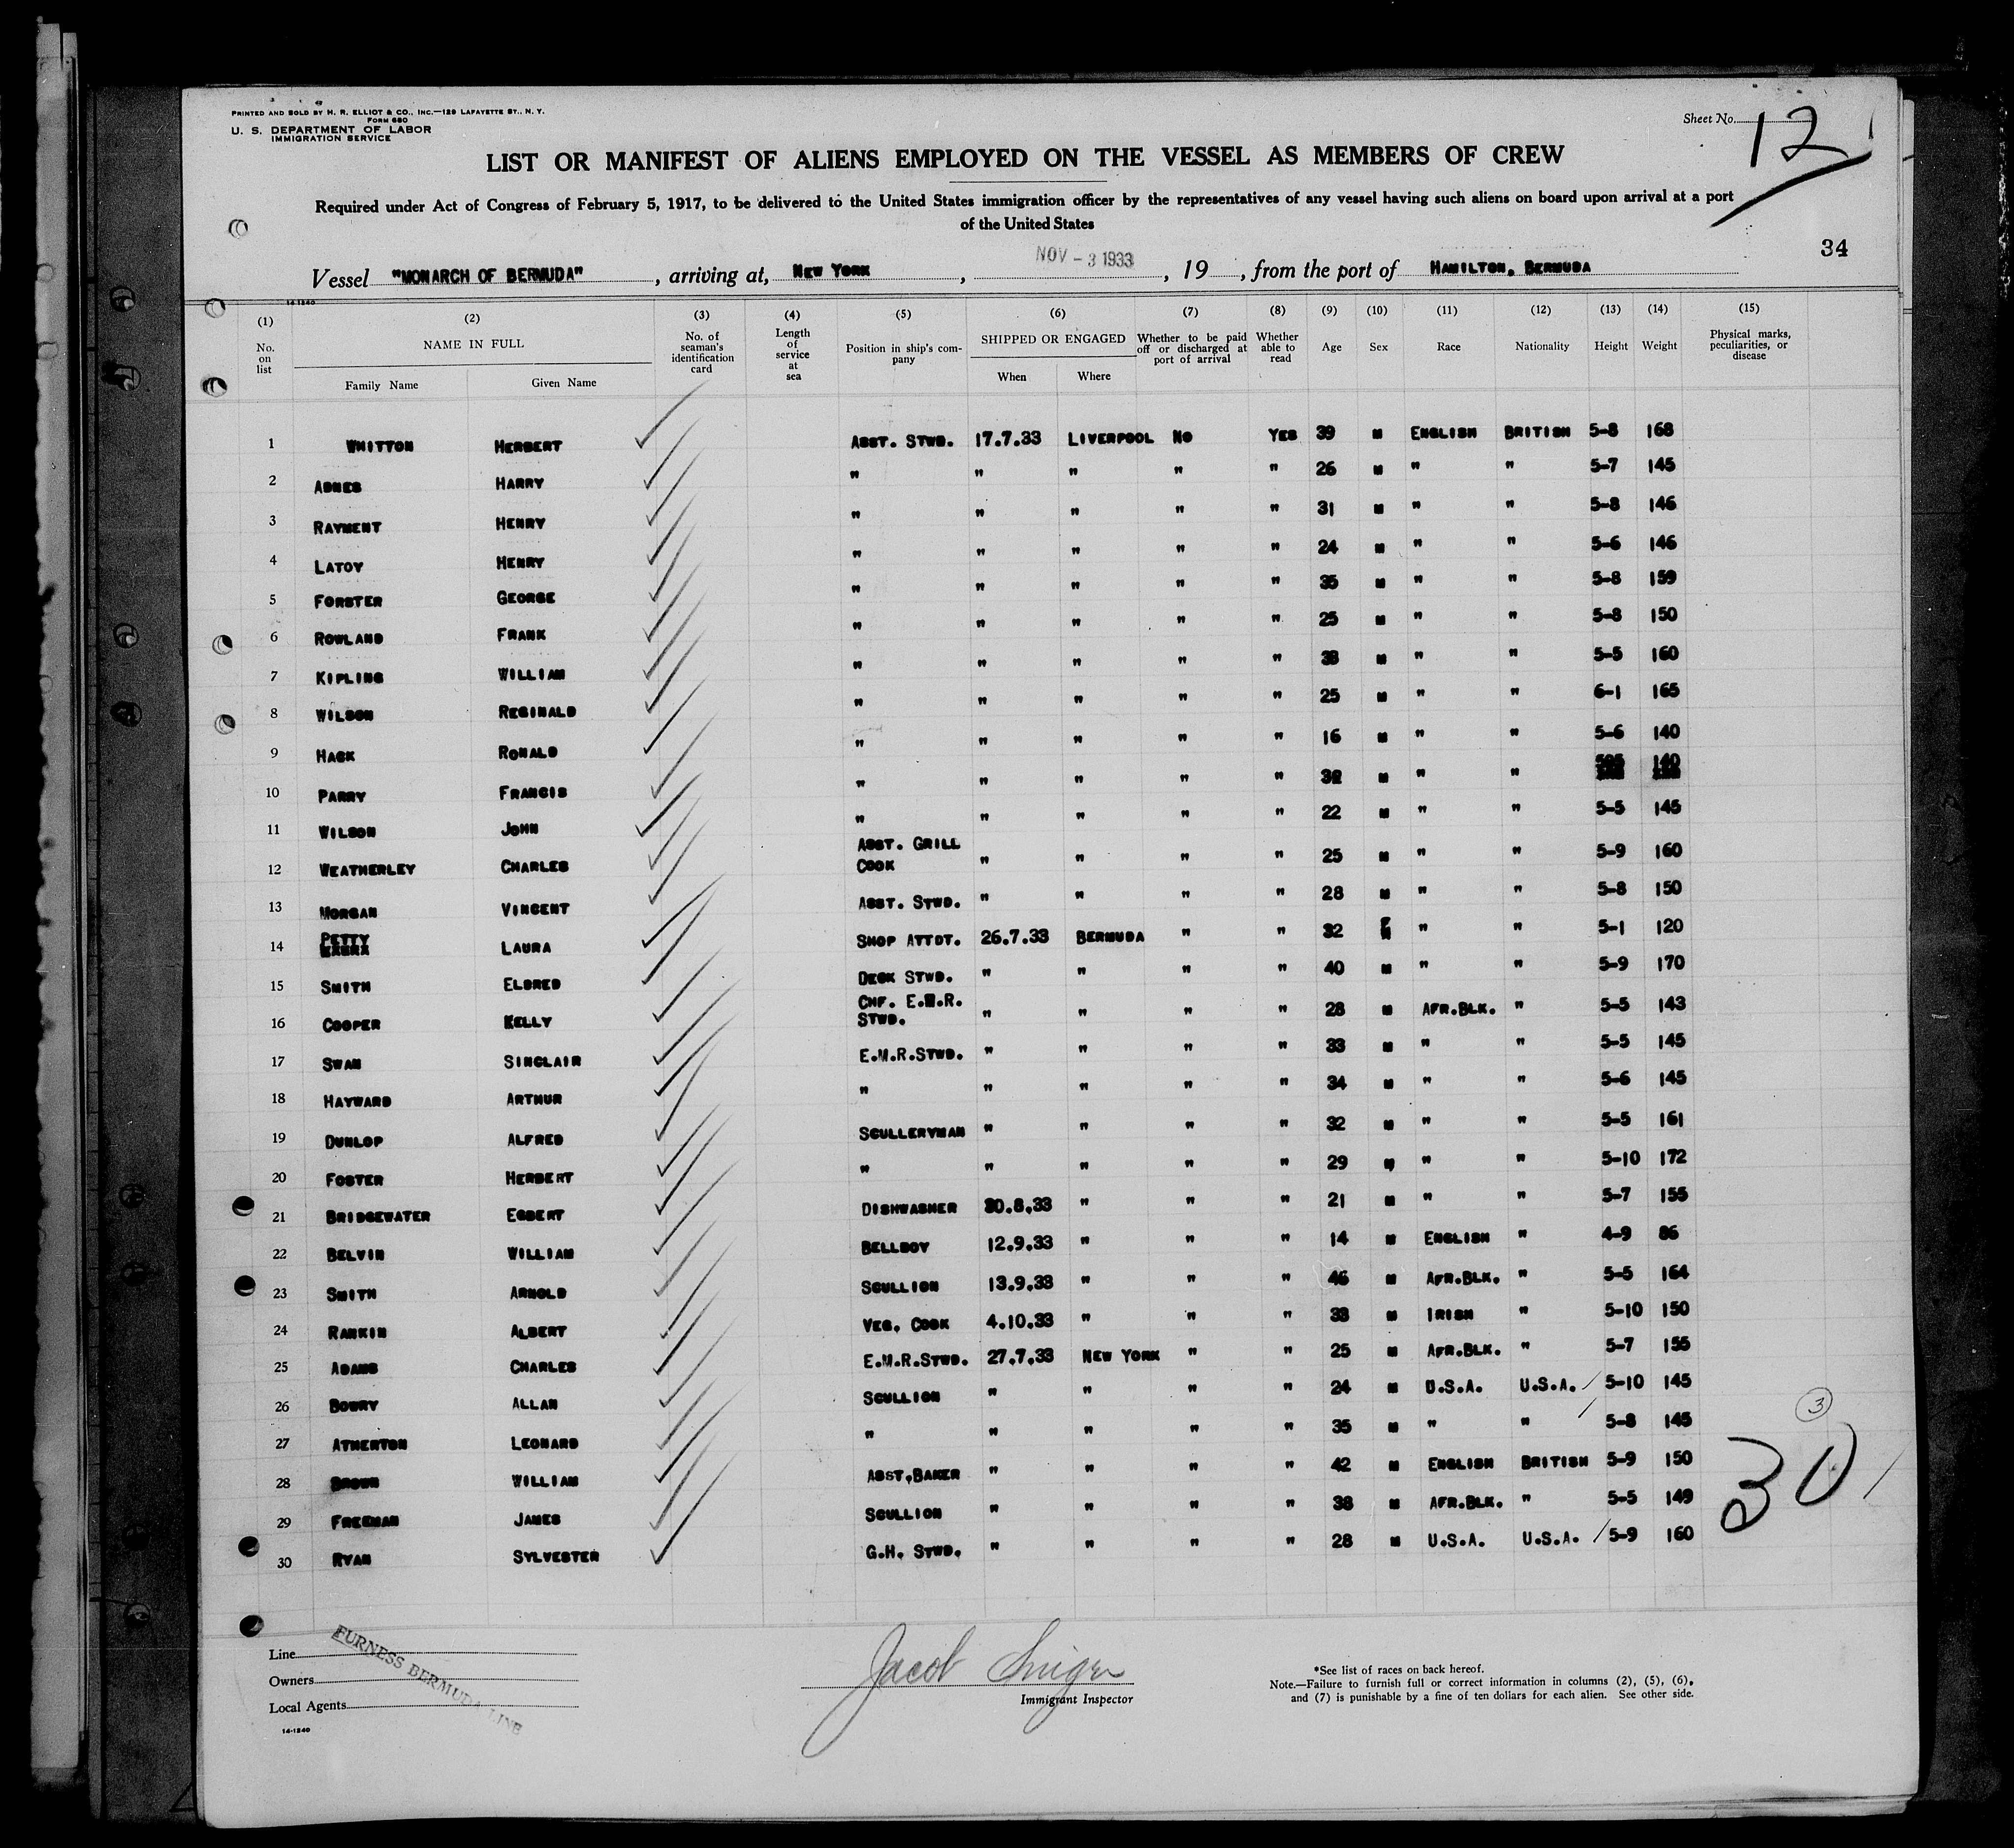 PRINTED AND SOLD BY H. R. ELLIOT & CO., INC.—129 LAFAYETTE ST., N. Y.
FORM 680
U. S. DEPARTMENT OF LABOR
IMMIGRATION SERVICE
Sheet No. 12
LIST OR MANIFEST OF ALIENS EMPLOYED ON THE VESSEL AS MEMBERS OF CREW
Required under Act of Congress of February 5, 1917, to be delivered to the United States immigration officer by the representatives of any vessel having such aliens on board upon arrival at a port
of the United States
34
Vessel "MONARCH OF BERMUDA", arriving at, NEW YORK, NOV - 3 1933, 19, from the port of HAMILTON, BERMUDA
14-1240
(1) (2) (3) (4) (5) (6) (7) (8) (9) (10) (11) (12) (13) (14) (15)
No. on list NAME IN FULL Family Name Given Name No. of seaman's identification card Length of service at sea Position in ship's company SHIPPED OR ENGAGED When Where Whether to be paid off or discharged at port of arrival Whether able to read Age Sex Race Nationality Height Weight Physical marks, peculiarities, or disease
1 WHITTON HERBERT ASST. STWD. 17.7.33 LIVERPOOL NO YES 39 M ENGLISH BRITISH 5-8 168
2 HARRY " " " " " 26 M " " 5-7 145
3 RAYMENT HENRY " " " " " 31 M " " 5-8 146
4 LATOY HENRY " " " " " 24 M " " 5-6 146
5 FORSTER GEORGE " " " " " 35 M " " 5-8 159
6 ROWLAND FRANK " " " " " 25 M " " 5-8 150
7 KIPLING WILLIAM " " " " " 38 M " " 5-5 160
8 WILSON REGINALD " " " " " 25 M " " 6-1 165
9 HACK RONALD " " " " " 16 M " " 5-6 140
10 PARRY FRANCIS " " " " " M " " 505 140
11 WILSON JOHN " " " " " 22 M " " 5-5 145
12 WEATHERLEY CHARLES ASST. GRILL COOK " " " " 25 M " " 5-9 160
13 MORGAN VINCENT ASST. STWD. " " " " 28 M " " 5-8 150
14 PETTY LAURA SHOP ATTDT. 26.7.33 BERMUDA " " 32 F " " 5-1 120
15 SMITH ELDRED DECK STWD. " " " " 40 M " " 5-9 170
16 COOPER KELLY CHF. E.M.R. STWD. " " " " 28 M AFR.BLK. " 5-5 143
17 SWAN SINCLAIR E.M.R.STWD. " " " " 33 M " " 5-5 145
18 HAYWARD ARTHUR " " " " " 34 M " " 5-6 145
19 DUNLOP ALFRED SCULLERYMAN " " " " 32 M " " 5-5 161
20 FOSTER HERBERT " " " " " 29 M " " 5-10 172
21 BRIDGEWATER EGBERT DISHWASHER 30.8.33 " " " 21 M " " 5-7 155
22 BELVIN WILLIAM BELLBOY 12.9.33 " " " 14 M ENGLISH " 4-9 86
23 SMITH ARNOLD SCULLION 13.9.33 " " " 46 M AFR.BLK. " 5-5 164
24 RANKIN ALBERT VEG. COOK 4.10.33 " " " 33 M IRISH " 5-10 150
25 ADAMS CHARLES E.M.R.STWD. 27.7.33 NEW YORK " " 25 M AFR.BLK. " 5-7 155
26 BOWRY ALLAN SCULLION " " " " 24 M U.S.A. U.S.A. 5-10 145
27 ATHERTON LEONARD " " " " " 35 M " " 5-8 145
28 BROWN WILLIAM ASST.BAKER " " " " 42 M ENGLISH BRITISH 5-9 150
29 FREEMAN JAMES SCULLION " " " " 38 M AFR.BLK. " 5-5 149
30 RYAN SYLVESTER G.H. STWD. " " " " 28 M U.S.A. U.S.A. 5-9 160
3
30
Line
Owners
Local Agents
FURNESS BERMUDA LINE
14-1240
Jacob
Immigrant Inspector
*See list of races on back hereof.
Note.—Failure to furnish full or correct information in columns (2), (5), (6),
and (7) is punishable by a fine of ten dollars for each alien. See other side.